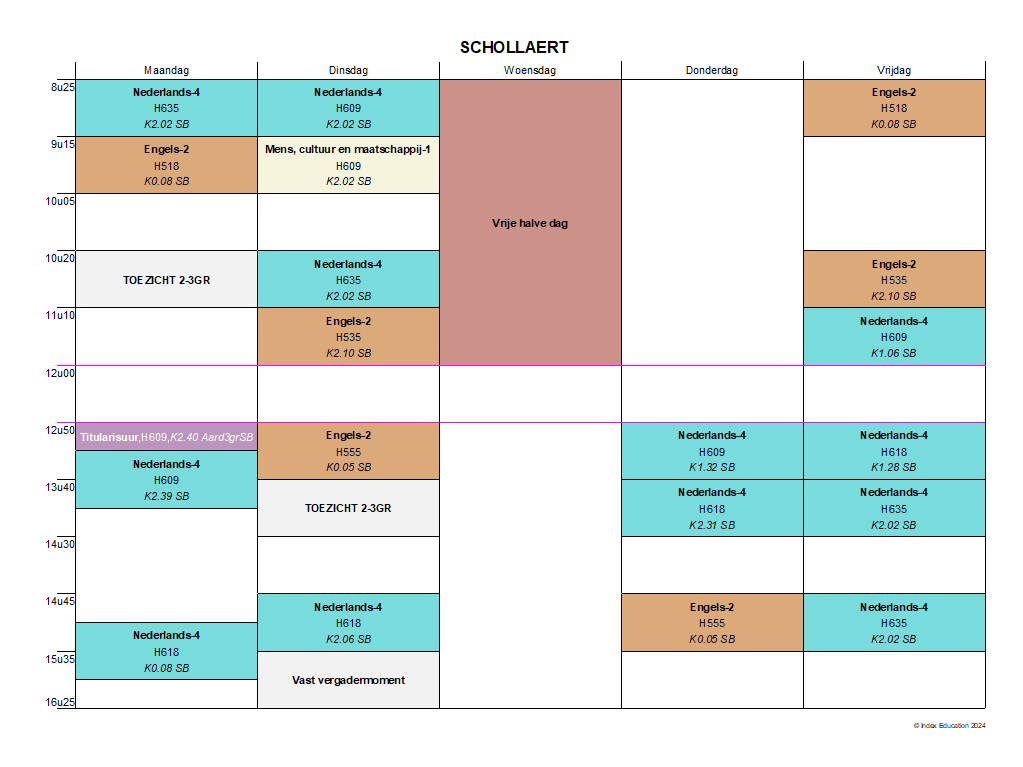 SCHOLLAERT
Maandag Dinsdag Woensdag Donderdag Vrijdag
8u25
Nederlands-4
H635
K2.02 SB
Nederlands-4
H609
K2.02 SB
Engels-2
H518
K0.08 SB
9u15
Engels-2
H518
K0.08 SB
Mens, cultuur en maatschappij-1
H609
K2.02 SB
10u05
Vrije halve dag
10u20
TOEZICHT 2-3GR
Nederlands-4
H635
K2.02 SB
Engels-2
H535
K2.10 SB
11u10
Engels-2
H535
K2.10 SB
Nederlands-4
H609
K1.06 SB
12u00
12u50
Titularisuur,H609,K2.40 Aard3grSB
Engels-2
H555
K0.05 SB
Nederlands-4
H609
K1.32 SB
Nederlands-4
H618
K1.28 SB
Nederlands-4
H609
K2.39 SB
13u40
TOEZICHT 2-3GR
Nederlands-4
H618
K2.31 SB
Nederlands-4
H635
K2.02 SB
14u30
14u45
Nederlands-4
H618
K2.06 SB
Engels-2
H555
K0.05 SB
Nederlands-4
H635
K2.02 SB
Nederlands-4
H618
K0.08 SB
15u35
Vast vergadermoment
16u25
© Index Education 2024